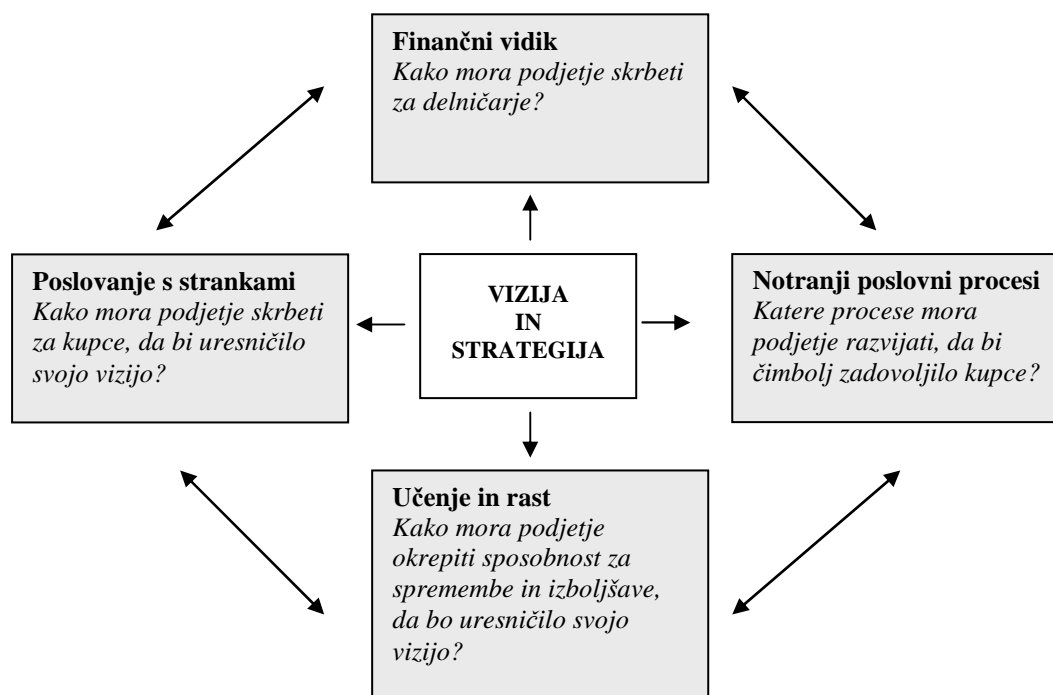 Finančni vidik
Kako mora podjetje skrbeti
za delničarje?
Poslovanje s strankami
Kako mora podjetje skrbeti
za kupce, da bi uresničilo
svojo vizijo?
VIZIJA
IN
STRATEGIJA
Notranji poslovni procesi
Katere procese mora
podjetje razvijati, da bi
čimbolj zadovoljilo kupce?
Učenje in rast
Kako mora podjetje
okrepiti sposobnost za
spremembe in izboljšave,
da bo uresničilo svojo
vizijo?